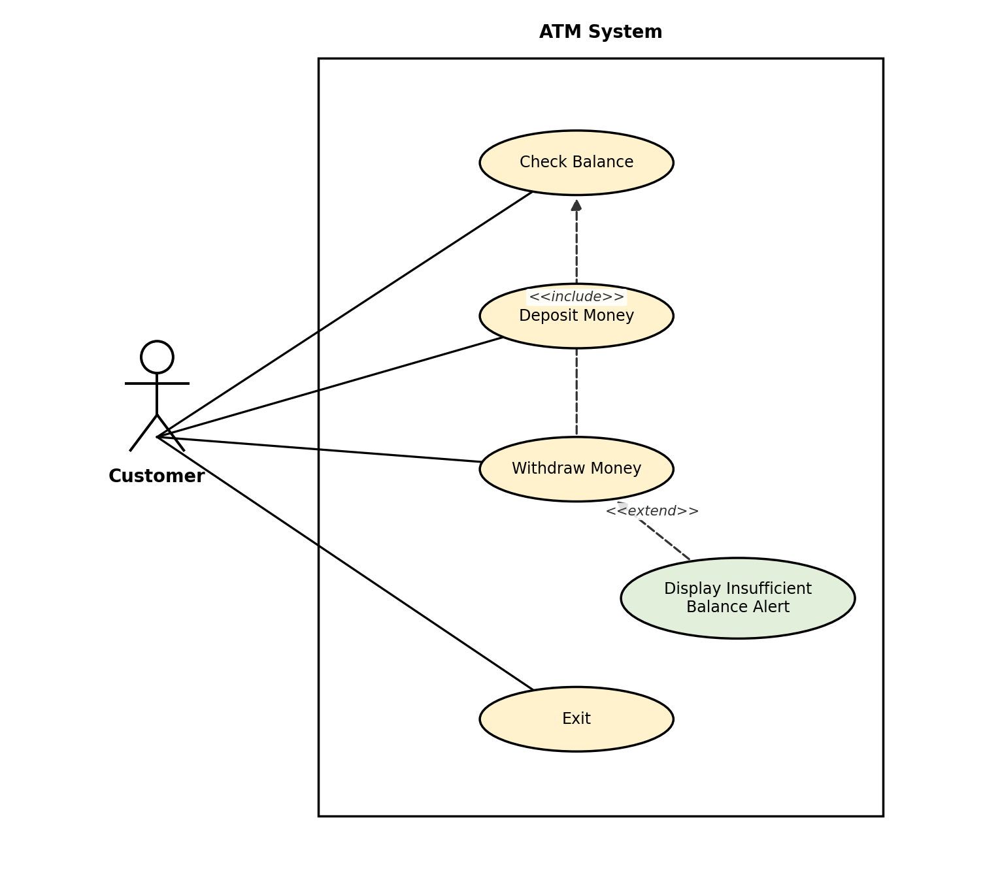 ATM System
Check Balance
<<include>>
Deposit Money
Customer
Withdraw Money
<<extend>>
Display Insufficient
Balance Alert
Exit